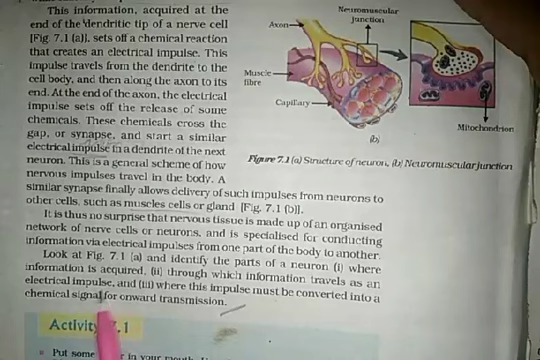 This information, acquired at the
end of the dendritic tip of a nerve cell
[Fig. 7.1 (a)], sets off a chemical reaction
that creates an electrical impulse. This
impulse travels from the dendrite to the
cell body, and then along the axon to its
end. At the end of the axon, the electrical
impulse sets off the release of some
chemicals. These chemicals cross the
gap, or synapse, and start a similar
electrical impulse in a dendrite of the next
neuron. This is a general scheme of how
nervous impulses travel in the body. A
similar synapse finally allows delivery of such impulses from neurons to
other cells, such as muscles cells or gland [Fig. 7.1 (b)].
Neuromuscular
junction
Axon
Muscle
fibre
Capillary
Mitochondrion
(b)
Figure 7.1 (a) Structure of neuron, (b) Neuromuscular junction
It is thus no surprise that nervous tissue is made up of an organised
network of nerve cells or neurons, and is specialised for conducting
information via electrical impulses from one part of the body to another.
Look at Fig. 7.1 (a) and identify the parts of a neuron (i) where
information is acquired, (ii) through which information travels as an
electrical impulse, and (iii) where this impulse must be converted into a
chemical signal for onward transmission.
Activity 7.1
Put some in your mouth.